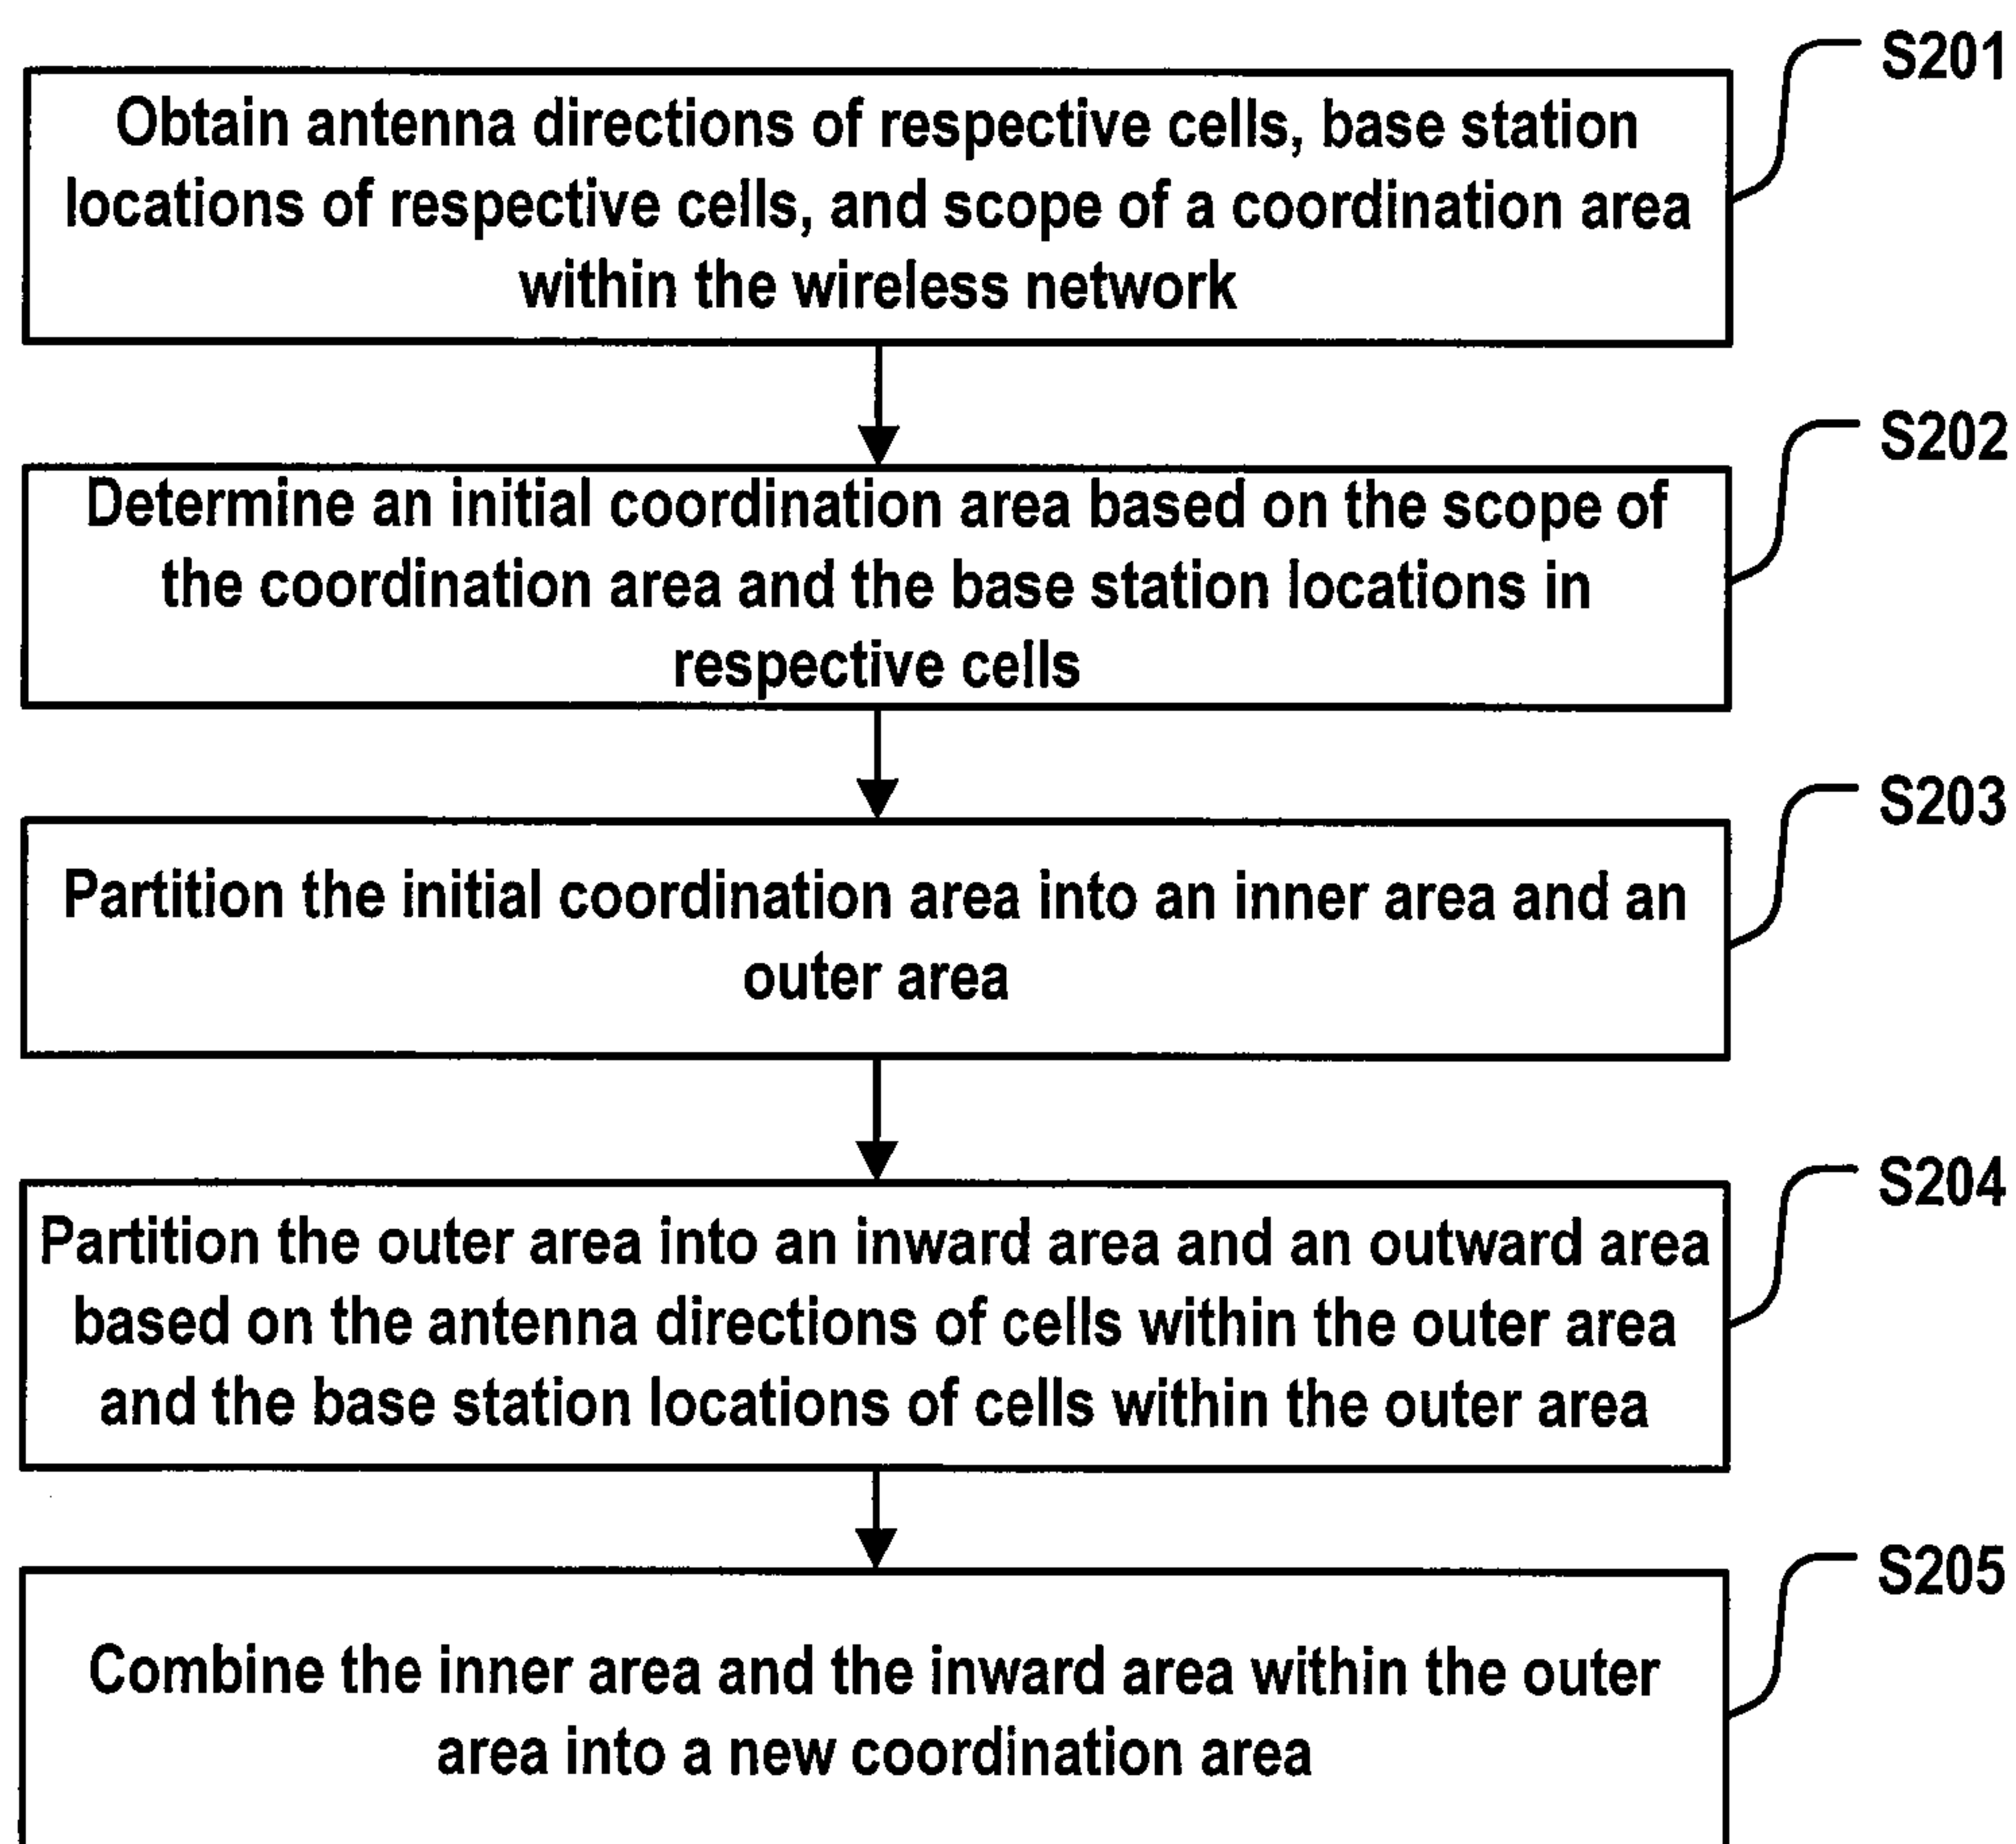 S201
Obtain antenna directions of respective cells, base station
locations of respective cells, and scope of a coordination area
within the wireless network
S202
Determine an initial coordination area based on the scope of
the coordination area and the base station locations in
respective cells
S203
Partition the initial coordination area into an inner area and an
outer area
S204
Partition the outer area into an inward area and an outward area
based on the antenna directions of cells within the outer area
and the base station locations of cells within the outer area
S205
Combine the inner area and the inward area within the outer
area into a new coordination area